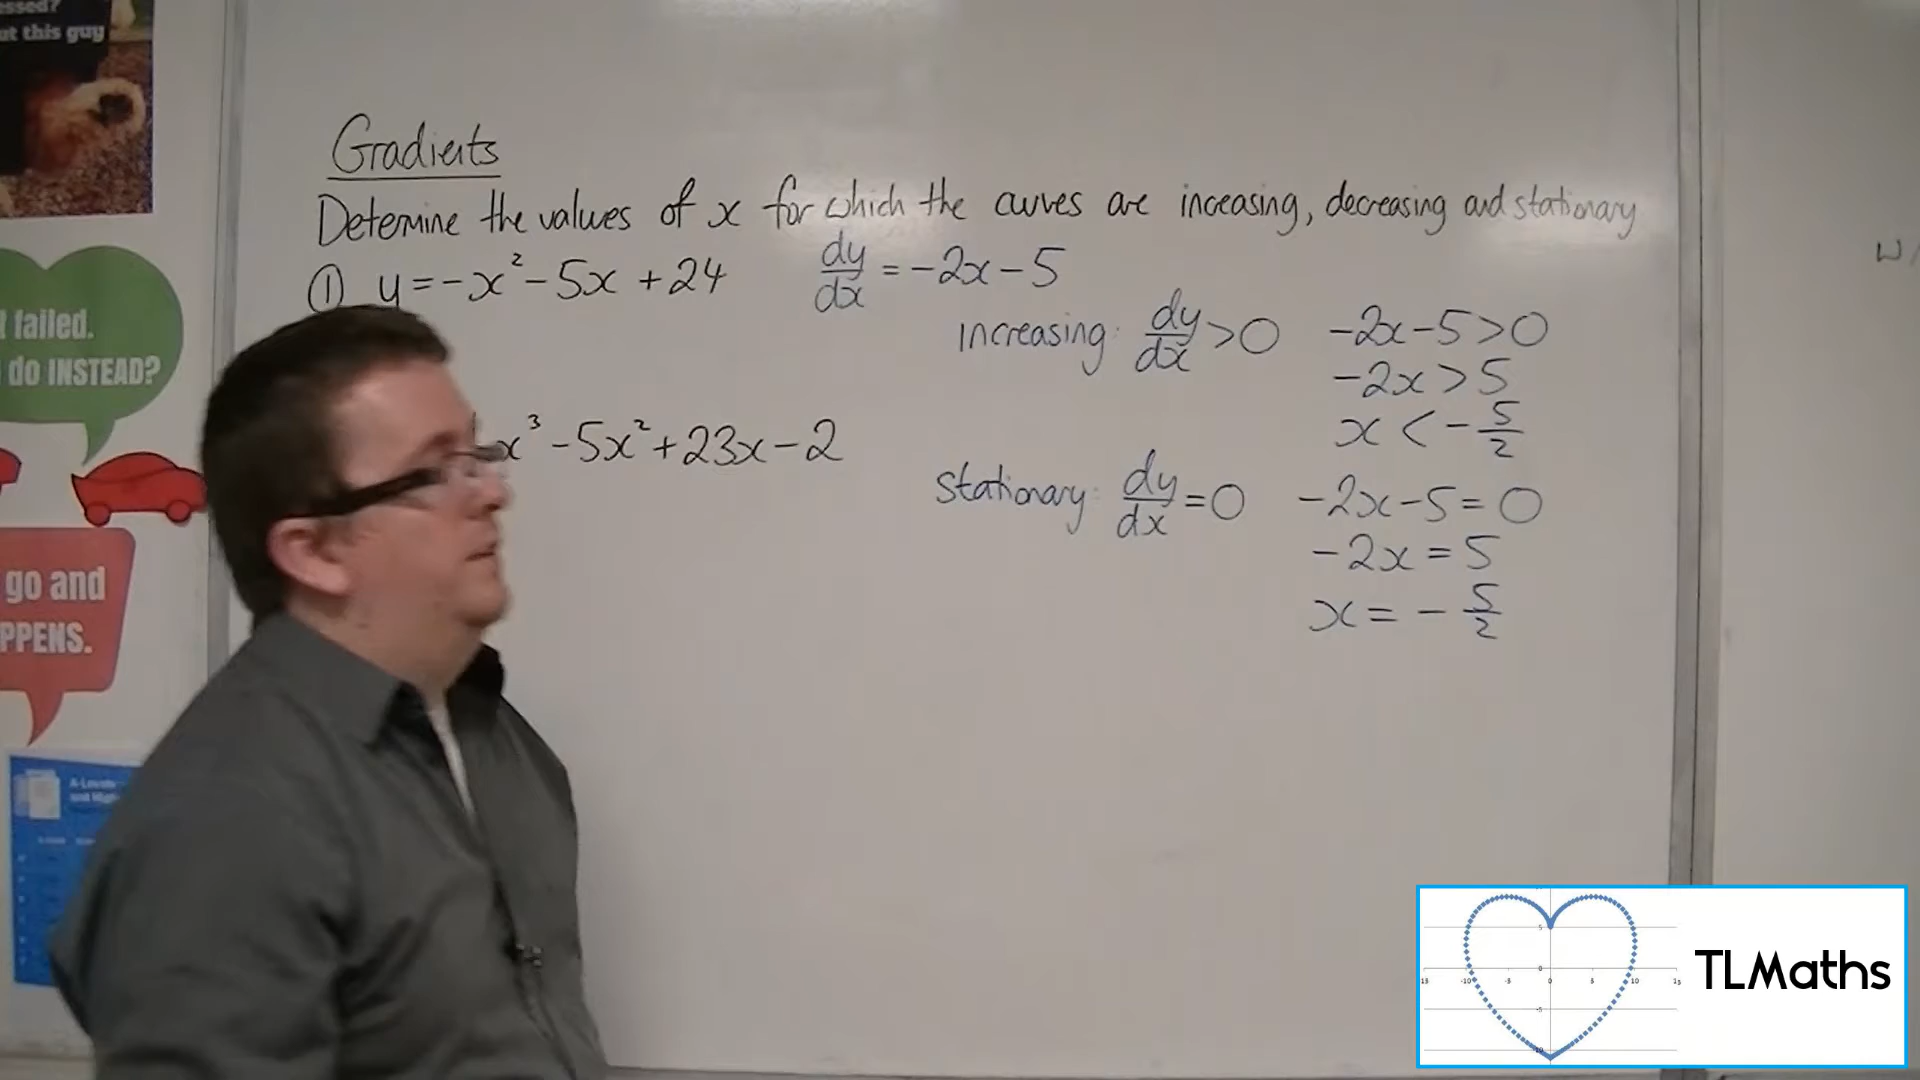 essed?
ut this guy
failed.
do INSTEAD?
go and
PPENS.
A-Levels
Gradients
Determine the values of x for which the curves are increasing, decreasing and stationary
① y = -x² - 5x + 24
dy/dx = -2x - 5
increasing: dy/dx > 0
-2x - 5 > 0
-2x > 5
x < -5/2
x³ - 5x² + 23x - 2
stationary: dy/dx = 0
-2x - 5 = 0
-2x = 5
x = -5/2
TLMaths